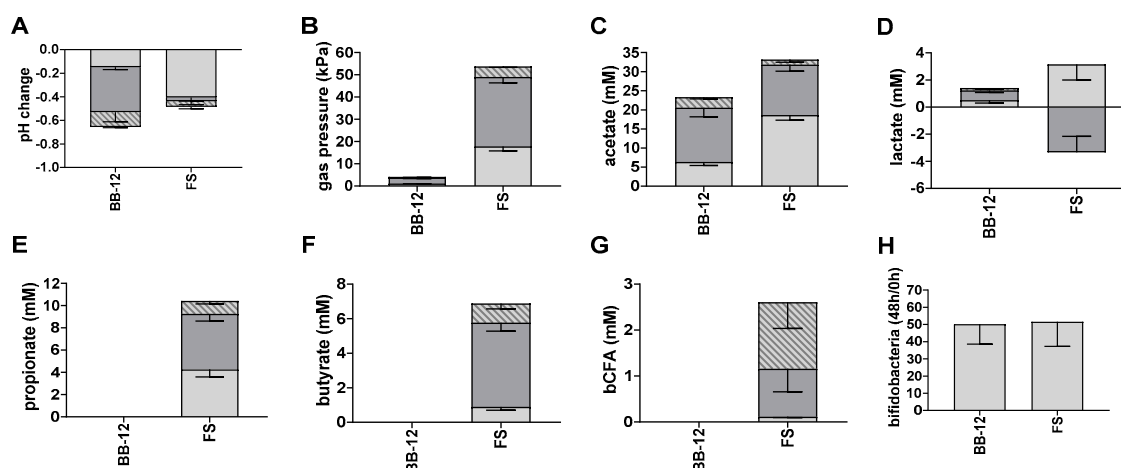 A
pH change
0.0
-0.2
-0.4
-0.6
-0.8
-1.0
BB-12
FS
B
gas pressure (kPa)
60
50
40
30
20
10
0
BB-12
FS
C
acetate (mM)
35
30
25
20
15
10
5
0
BB-12
FS
D
lactate (mM)
4
2
0
-2
-4
-6
BB-12
FS
E
propionate (mM)
12
10
8
6
4
2
0
BB-12
FS
F
butyrate (mM)
8
6
4
2
0
BB-12
FS
G
bCFA (mM)
3
2
1
0
BB-12
FS
H
bifidobacteria (48h/0h)
70
60
50
40
30
20
10
0
BB-12
FS